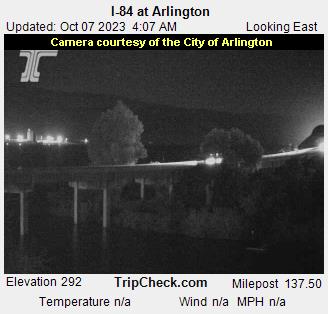 I-84 at Arlington
Updated: Oct 07 2023 4:07 AM Looking East
Camera courtesy of the City of Arlington
Elevation 292 TripCheck.com Milepost 137.50
Temperature n/a Wind n/a MPH n/a